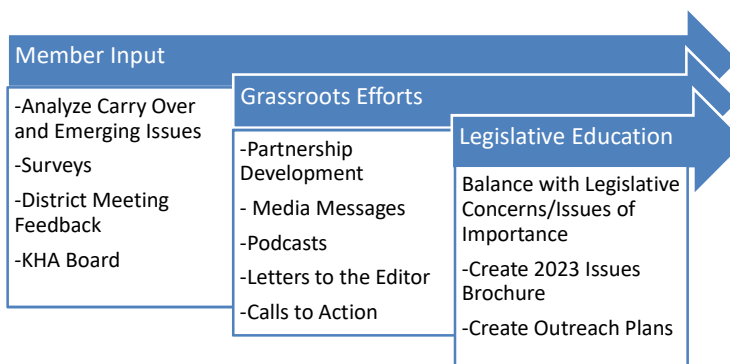 Member Input
-Analyze Carry Over
and Emerging Issues
-Surveys
-District Meeting
Feedback
-KHA Board
Grassroots Efforts
-Partnership
Development
- Media Messages
-Podcasts
-Letters to the Editor
-Calls to Action
Legislative Education
Balance with Legislative
Concerns/Issues of
Importance
-Create 2023 Issues
Brochure
-Create Outreach Plans